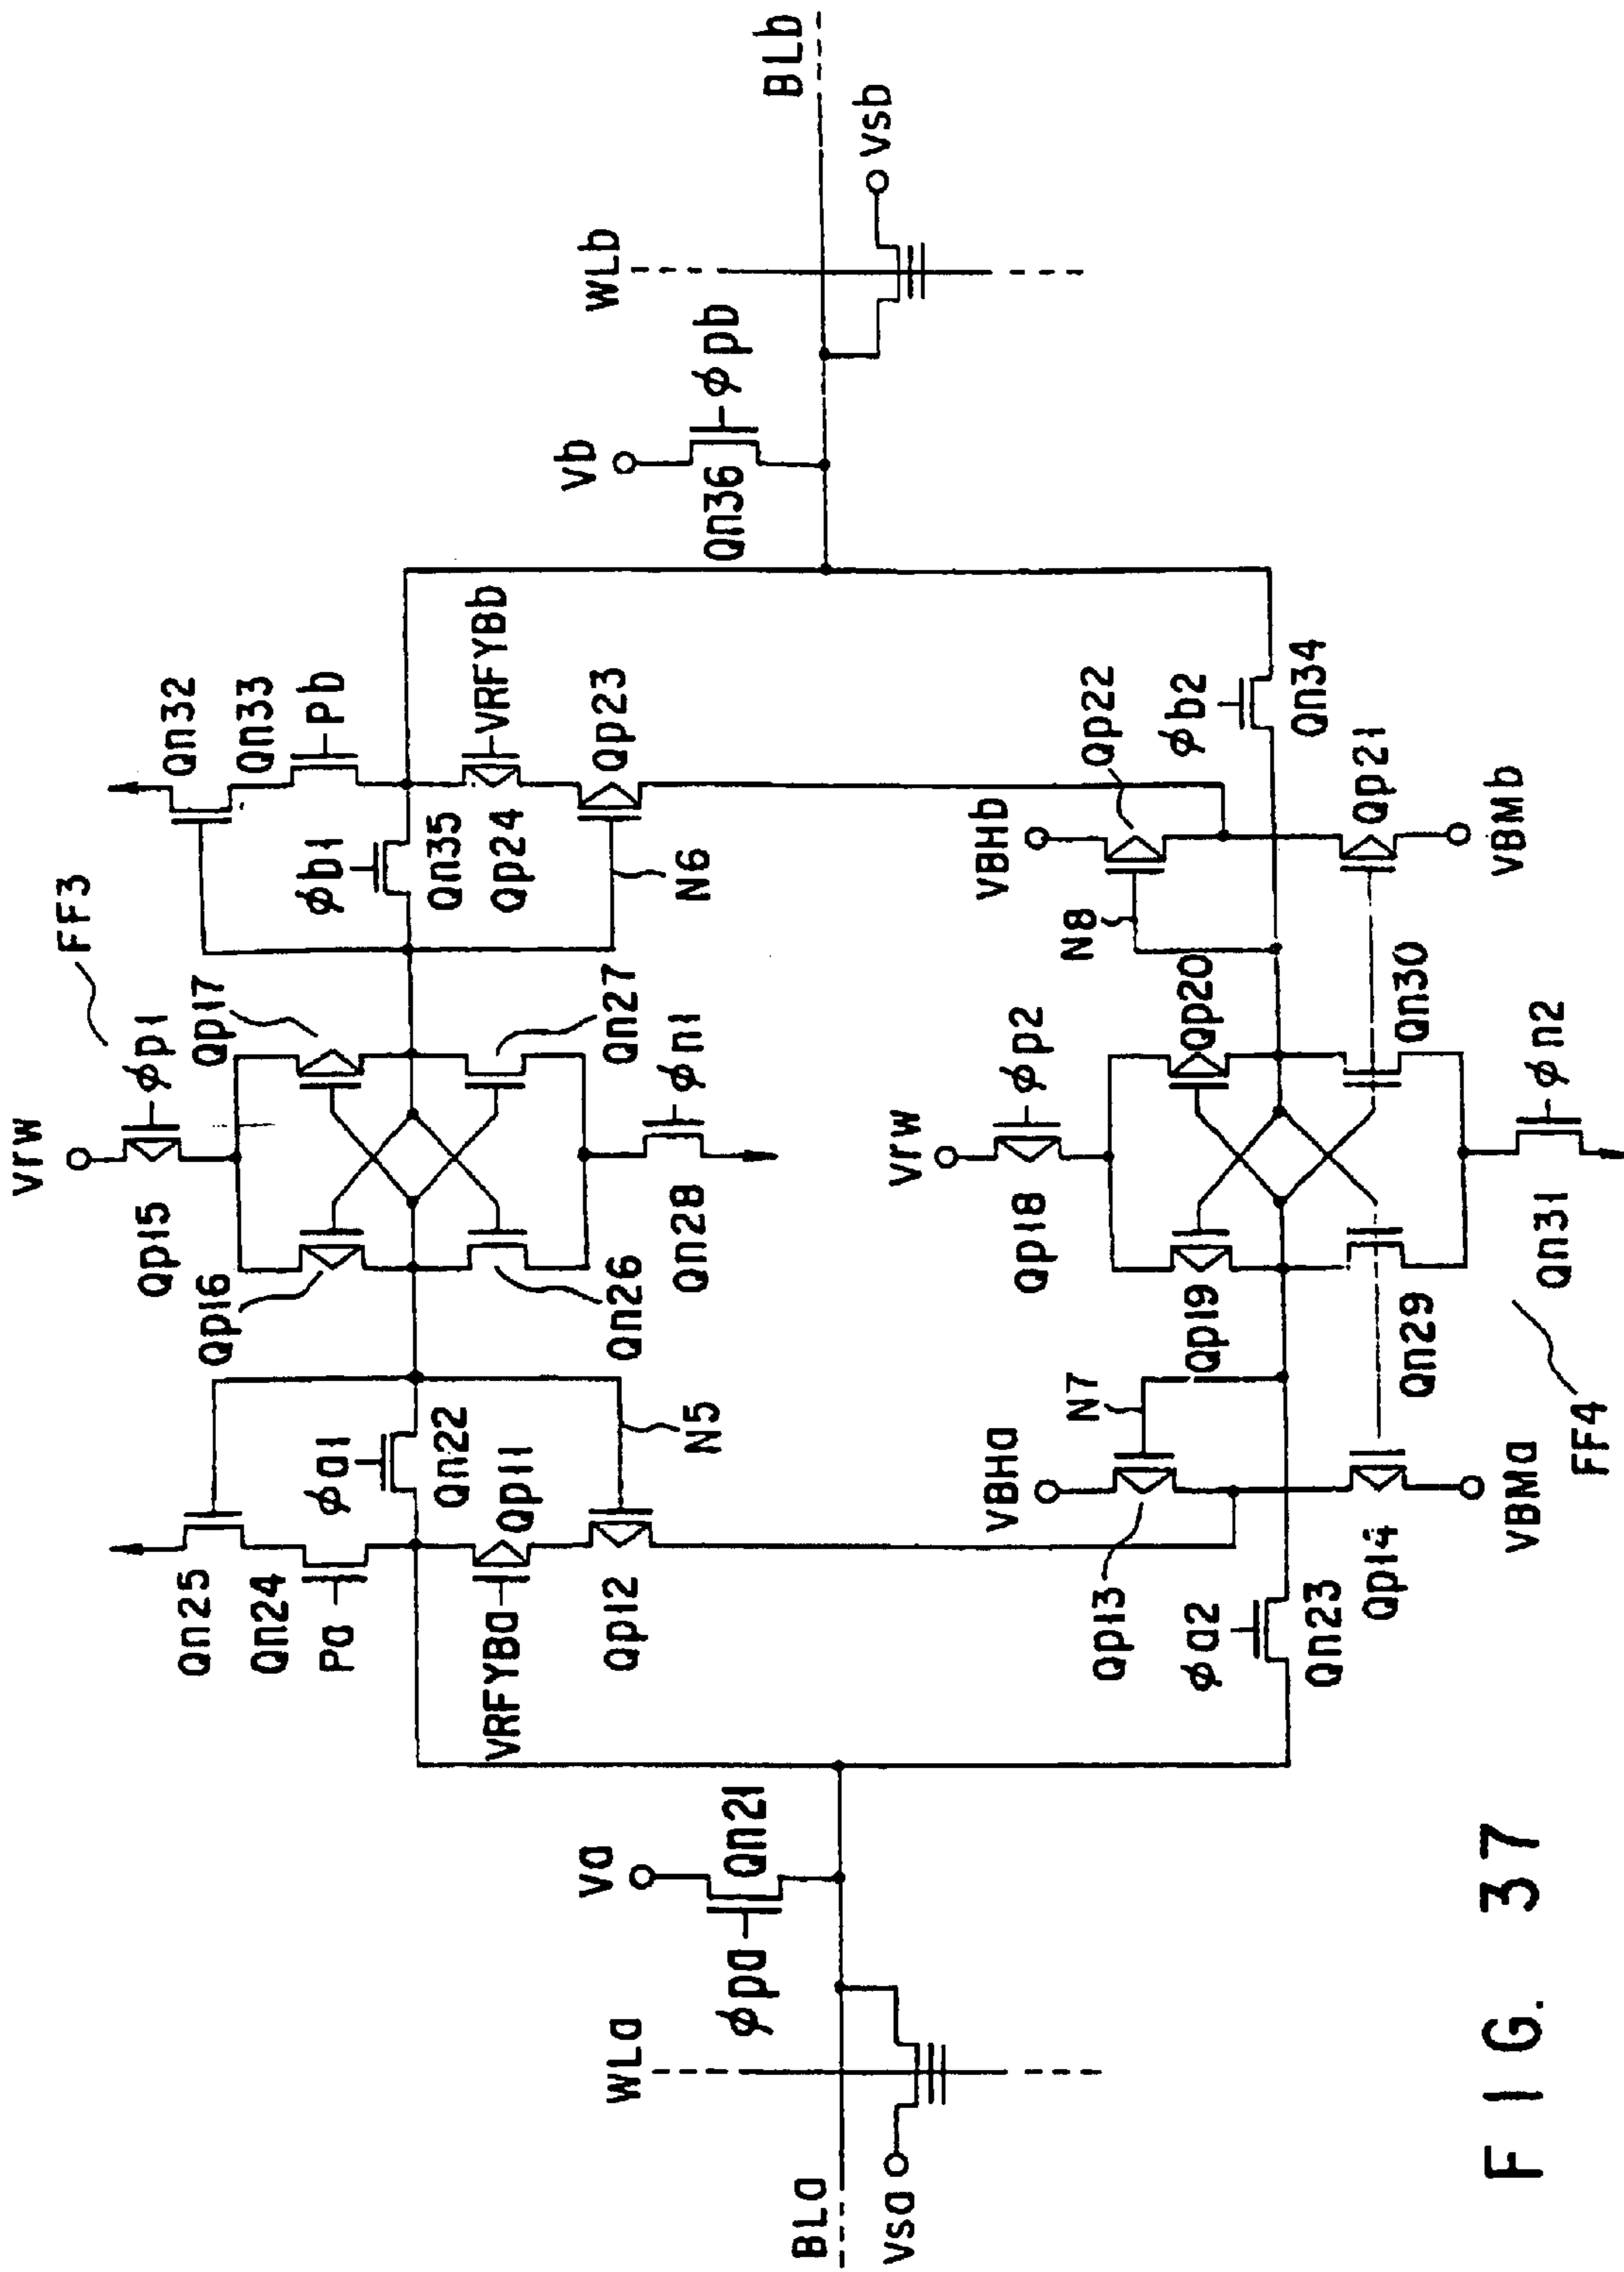 Vrw
FF3
Qp15
φp1
Qn25
Qn32
Qp16
Qp17
Qn24
Qn33
Pa
φa1
φb1
Pb
Qn22
Qn35
VRFYBa
Qp11
Qp24
VRFYBb
Qn26
Qn27
Qp12
Qp23
N5
N6
Qn28
φn1
Va
Vb
WLa
WLb
φpa
Qn21
Qn36
φpb
BLa
BLb
Vsa
Vsb
Vrw
VBHa
VBHb
Qp18
φp2
N7
N8
Qp13
Qp22
φa2
φb2
Qp19
Qp20
Qn23
Qn34
Qp14
Qp21
Qn29
Qn30
VBMa
VBMb
Qn31
φn2
FF4
FIG. 37